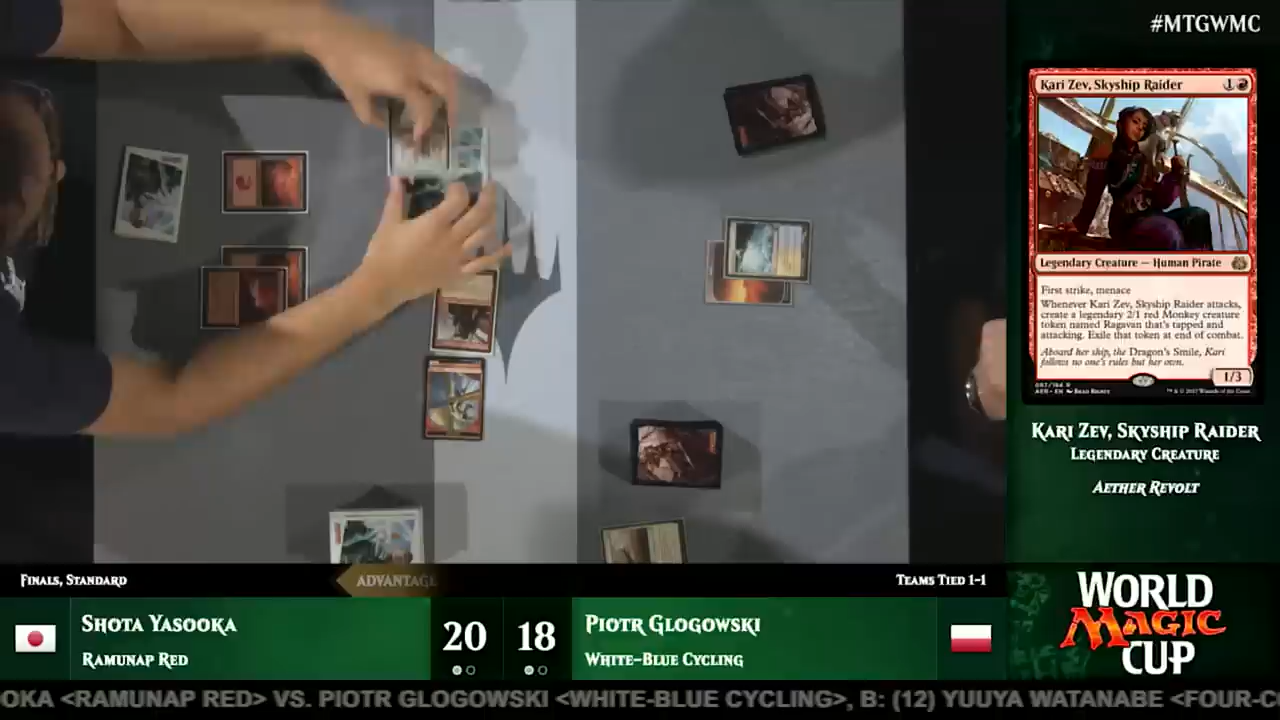 #MTGWMC
Kari Zev, Skyship Raider 1
Legendary Creature — Human Pirate
First strike, menace
Whenever Kari Zev, Skyship Raider attacks,
create a legendary 2/1 red Monkey creature
token named Ragavan that's tapped and
attacking. Exile that token at end of combat.
Aboard her ship, the Dragon's Smile, Kari
follows no one's rules but her own.
1/3
Kari Zev, Skyship Raider
Legendary Creature
Aether Revolt
Finals, Standard
ADVANTAGE
Teams Tied 1-1
Shota Yasooka
Ramunap Red
20
18
Piotr Glogowski
White-Blue Cycling
WORLD
MAGIC
CUP
OKA <RAMUNAP RED> VS. PIOTR GLOGOWSKI <WHITE-BLUE CYCLING>, B: (12) YUUYA WATANABE <FOUR-C